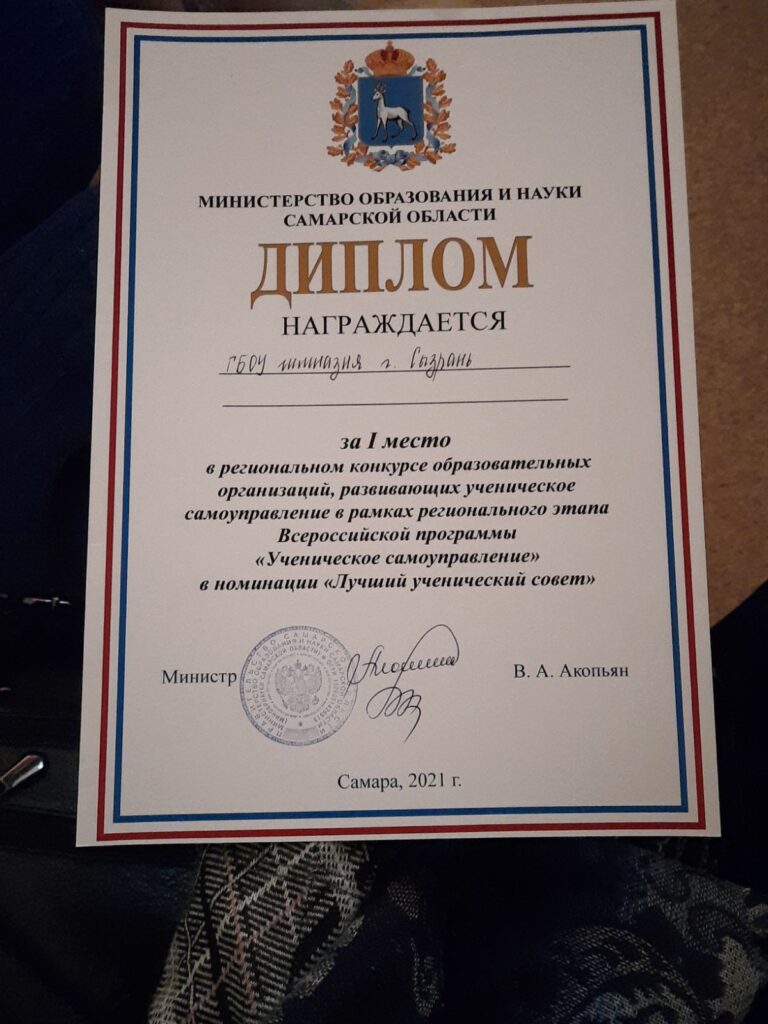 МИНИСТЕРСТВО ОБРАЗОВАНИЯ И НАУКИ
САМАРСКОЙ ОБЛАСТИ
ДИПЛОМ
НАГРАЖДАЕТСЯ
ГБОУ гимназия г. Сызрань
за I место
в региональном конкурсе образовательных
организаций, развивающих ученическое
самоуправление в рамках регионального этапа
Всероссийской программы
«Ученическое самоуправление»
в номинации «Лучший ученический совет»
Министр
В. А. Акопьян
Самара, 2021 г.